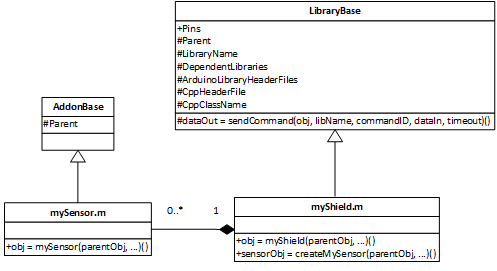 LibraryBase
+Pins
#Parent
#LibraryName
#DependentLibraries
#ArduinoLibraryHeaderFiles
#CppHeaderFile
#CppClassName
#dataOut = sendCommand(obj, libName, commandID, dataIn, timeout)()
AddonBase
#Parent
mySensor.m
+obj = mySensor(parentObj, ...)()
0..*
1
myShield.m
+obj = myShield(parentObj, ...)()
+sensorObj = createMySensor(parentObj, ...)()